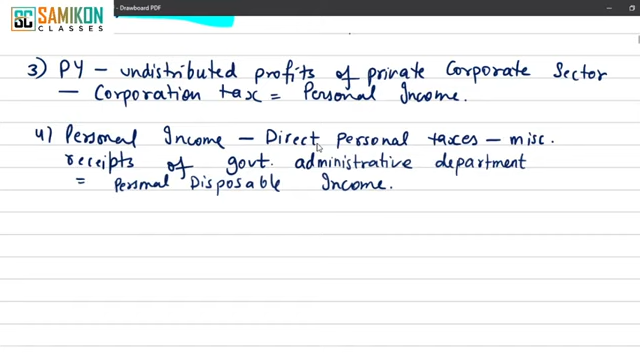 SC SAMIKON CLASSES
- Drawboard PDF
3) PY - undistributed profits of private Corporate Sector
- Corporation tax = Personal Income.
4) Personal Income - Direct personal taxes - misc.
receipts of govt. administrative department
= Personal Disposable Income.